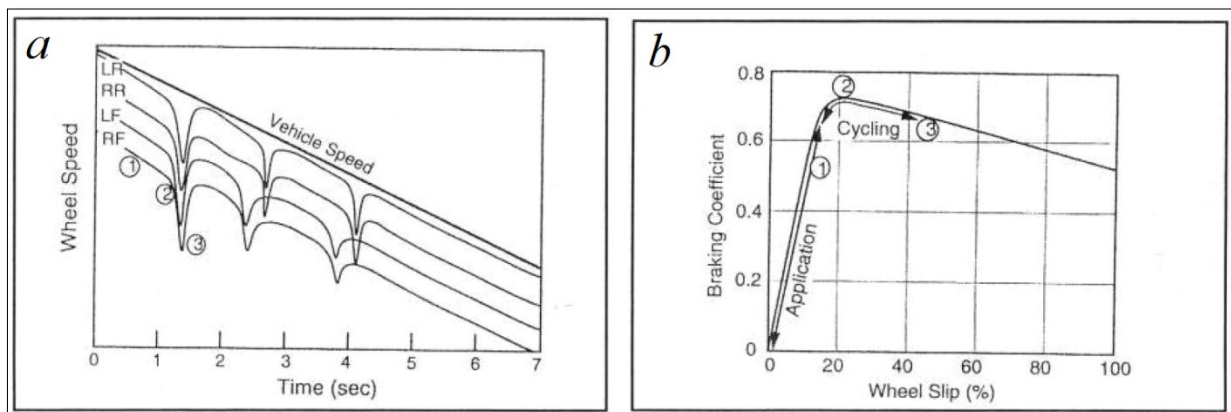 a
LR
RR
LF
RF
①
②
③
Vehicle Speed
Wheel Speed
0 1 2 3 4 5 6 7
Time (sec)
b
0.8
0.6
0.4
0.2
0
②
Cycling
③
①
Application
Braking Coefficient
0 20 40 60 80 100
Wheel Slip (%)